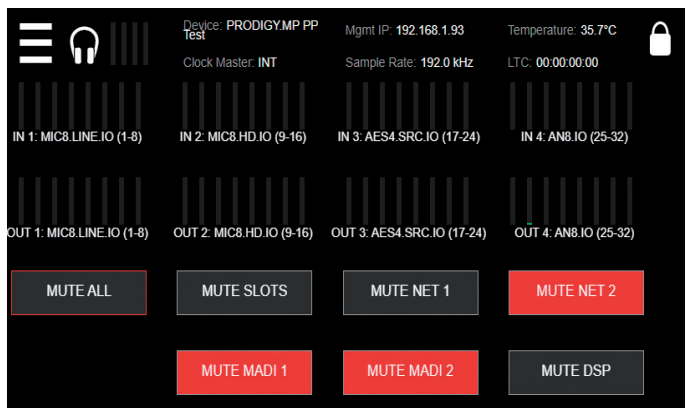 Device: PRODIGY.MP PP
Test
Mgmt IP: 192.168.1.93
Temperature: 35.7°C
Clock Master: INT
Sample Rate: 192.0 kHz
LTC: 00:00:00:00
IN 1: MIC8.LINE.IO (1-8)
IN 2: MIC8.HD.IO (9-16)
IN 3: AES4.SRC.IO (17-24)
IN 4: AN8.IO (25-32)
OUT 1: MIC8.LINE.IO (1-8)
OUT 2: MIC8.HD.IO (9-16)
OUT 3: AES4.SRC.IO (17-24)
OUT 4: AN8.IO (25-32)
MUTE ALL
MUTE SLOTS
MUTE NET 1
MUTE NET 2
MUTE MADI 1
MUTE MADI 2
MUTE DSP